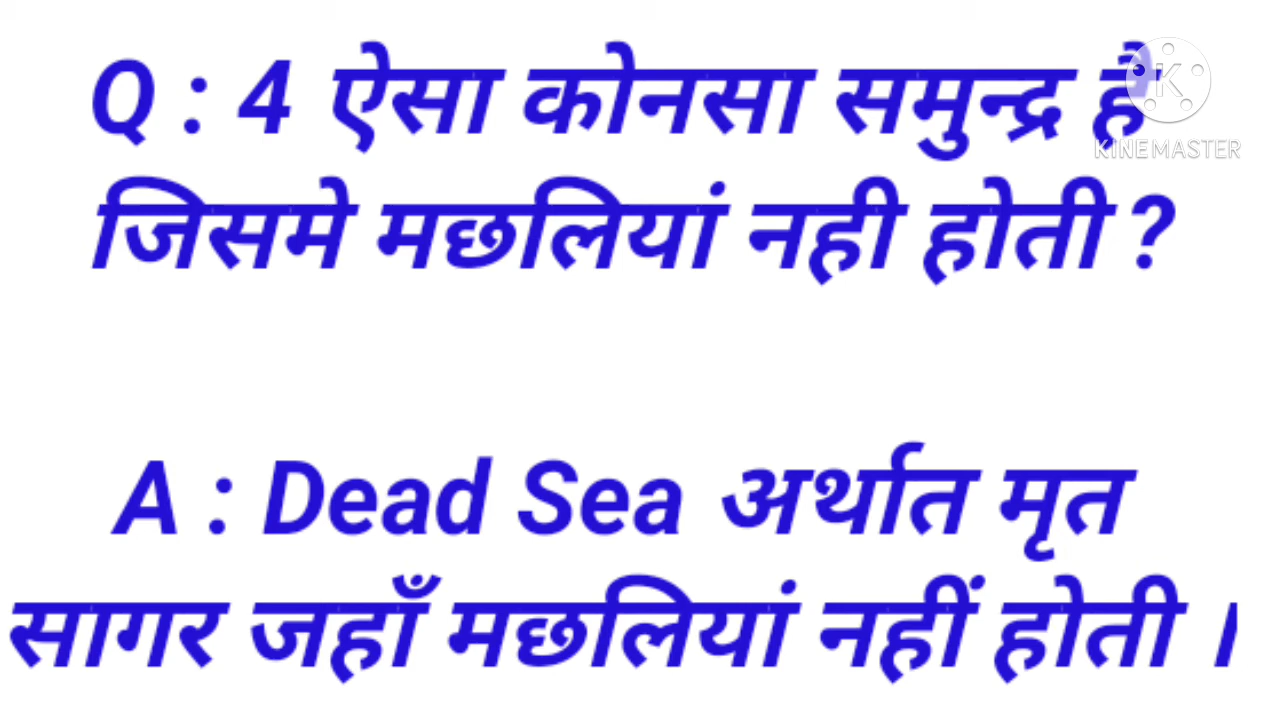 Q : 4 ऐसा कोनसा समुन्द्र है
KINEMASTER
जिसमे मछलियां नही होती ?
A : Dead Sea अर्थात मृत
सागर जहाँ मछलियां नहीं होती ।